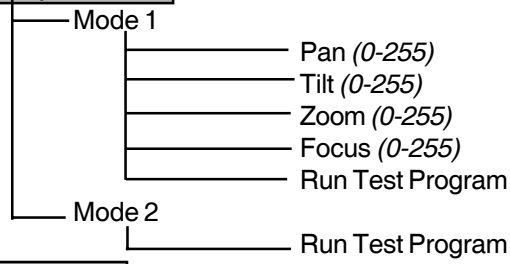 Mode 1
Pan (0-255)
Tilt (0-255)
Zoom (0-255)
Focus (0-255)
Run Test Program
Mode 2
Run Test Program